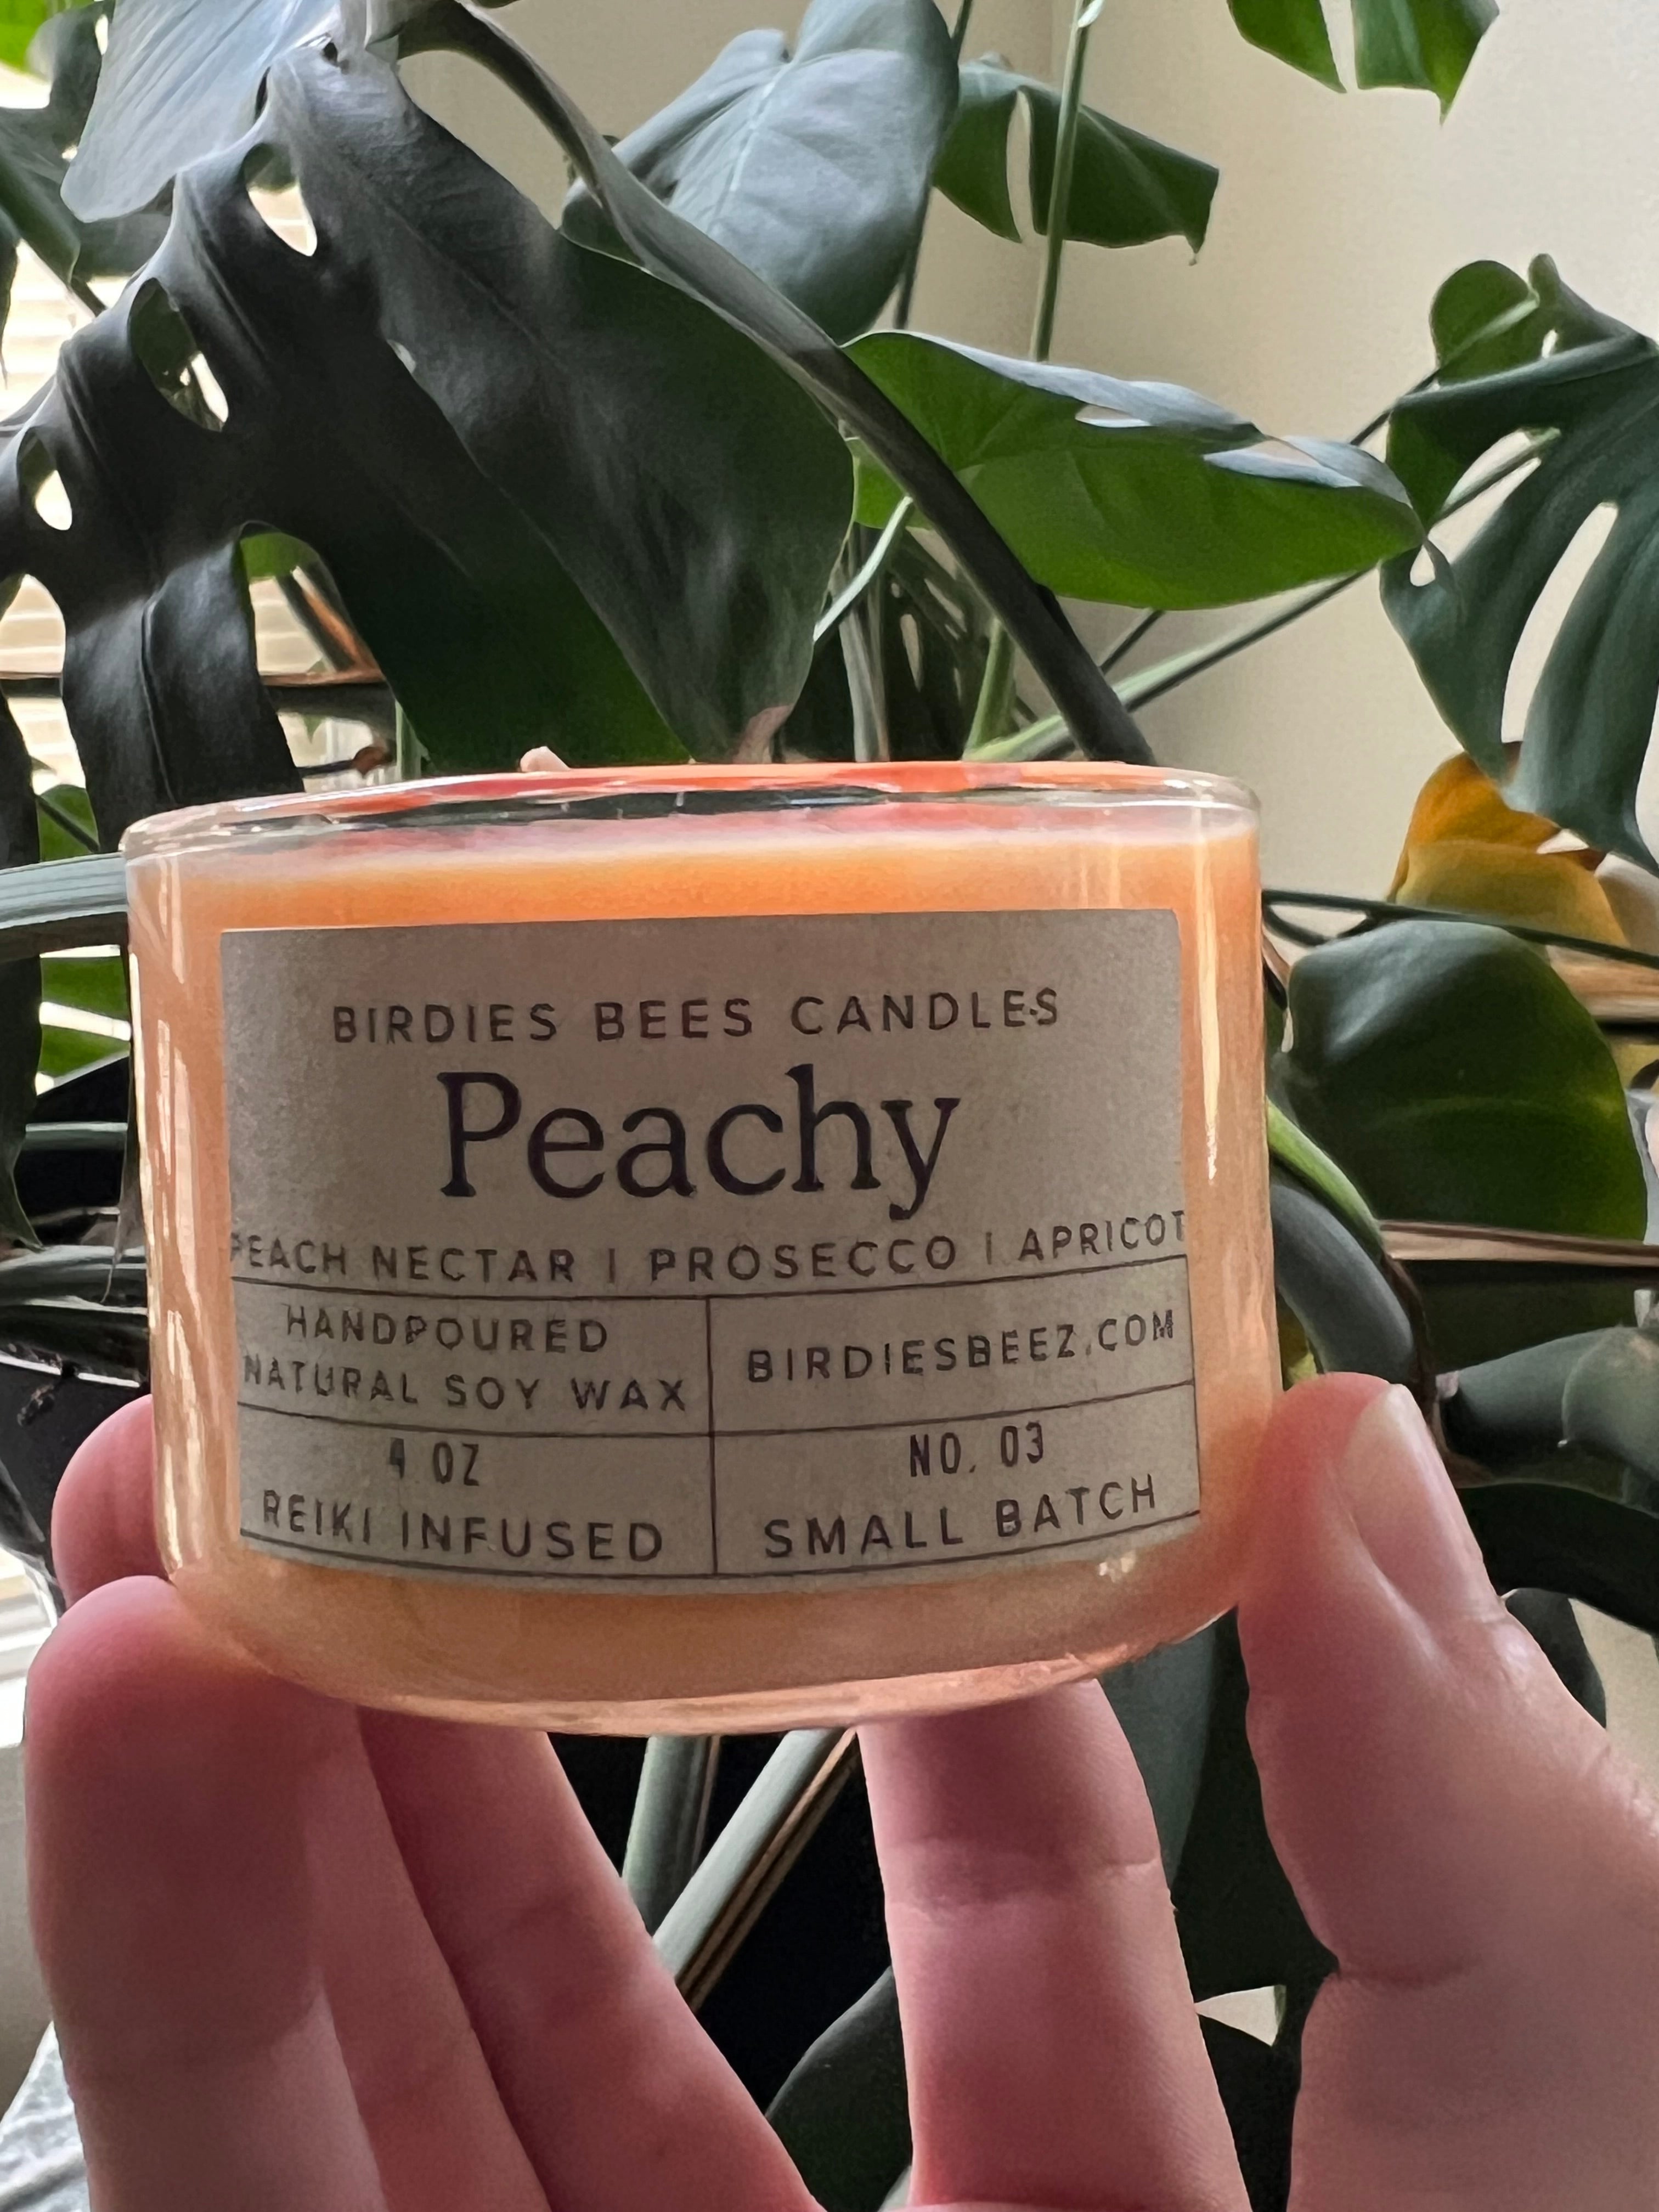 BIRDIES BEES CANDLES
Peachy
PEACH NECTAR | PROSECCO | APRICOT
HANDPOURED
NATURAL SOY WAX
BIRDIESBEEZ.COM
4 OZ
REIKI INFUSED
NO. 03
SMALL BATCH